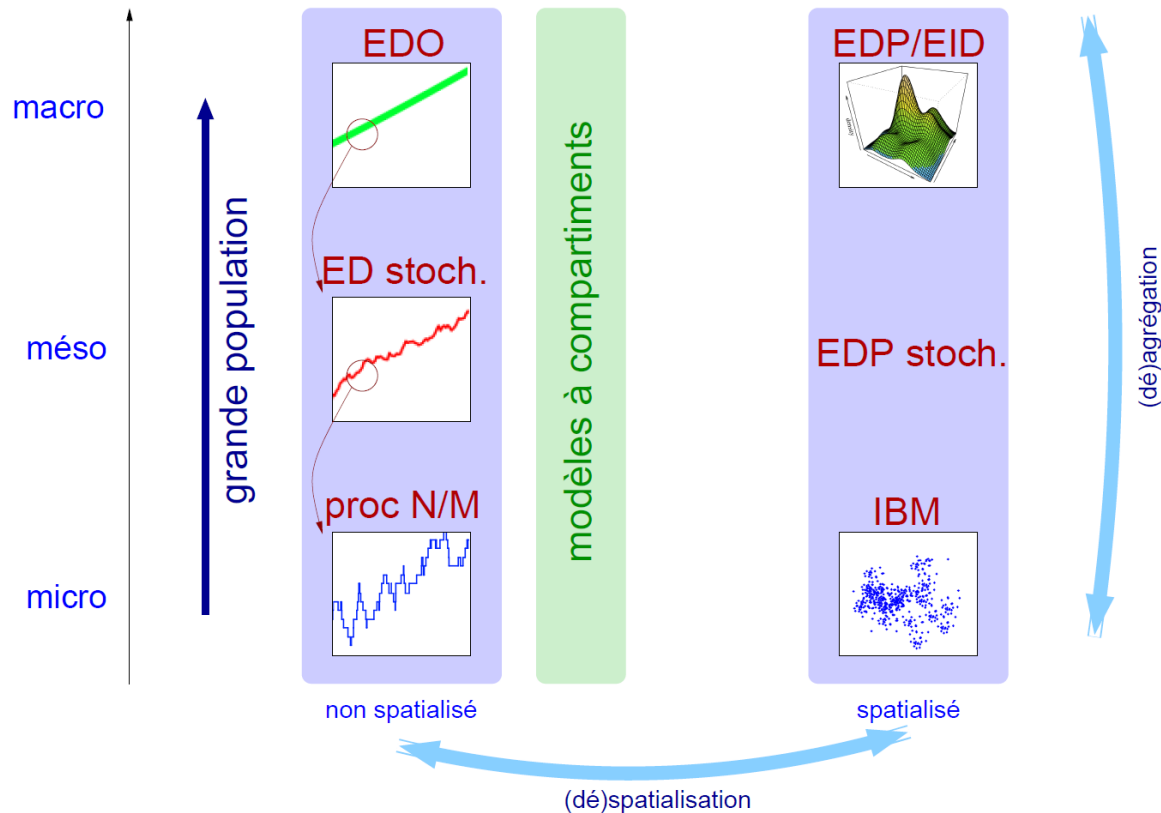 EDO
EDP/EID
macro
density
grande population
modèles à compartiments
(dé)agrégation
ED stoch.
méso
EDP stoch.
proc N/M
IBM
micro
non spatialisé
spatialisé
(dé)spatialisation